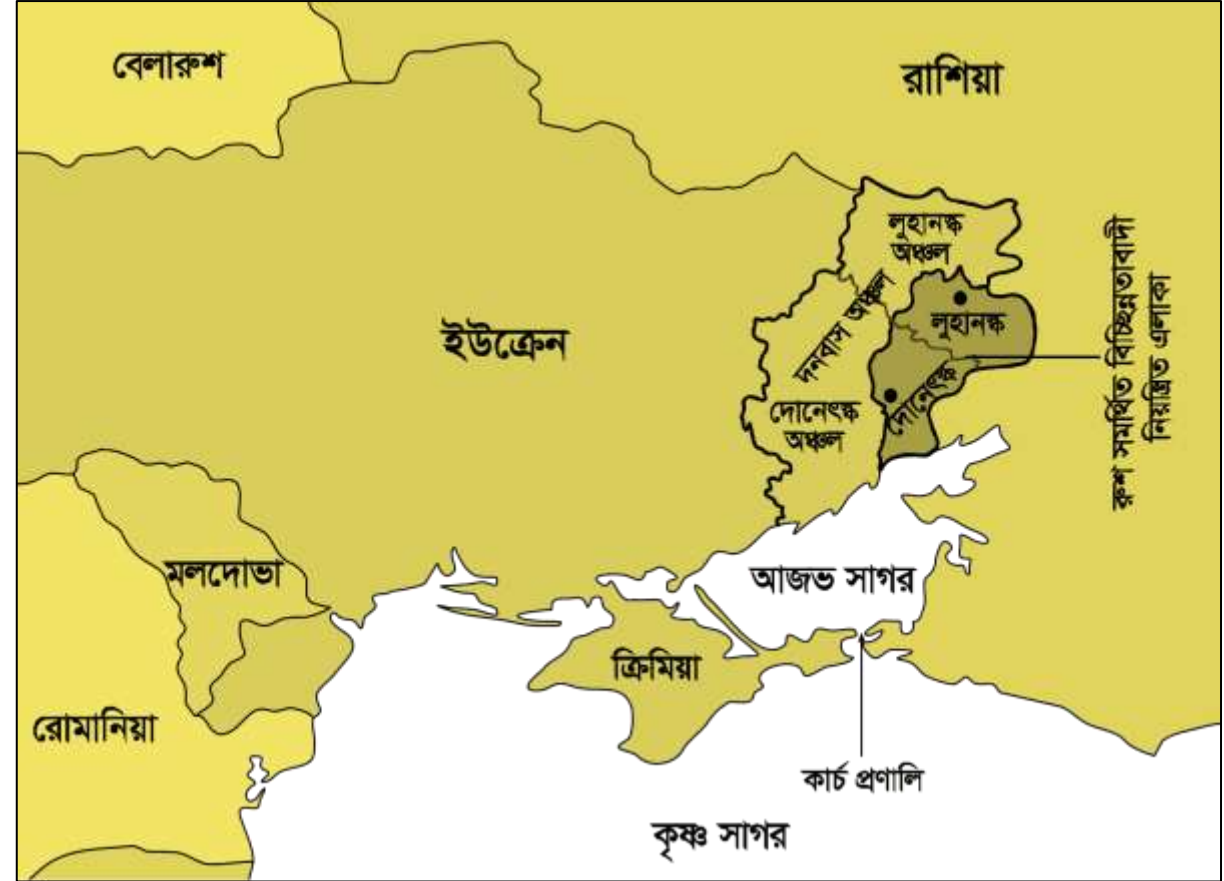 বেলারুশ
রাশিয়া
লুহানস্ক
অঞ্চল
লুহানস্ক
দনবাস অঞ্চল
ইউক্রেন
দোনেৎস্ক
দোনেৎস্ক
অঞ্চল
রুশ সমর্থিত বিচ্ছিন্নতাবাদী
নিয়ন্ত্রিত এলাকা
মলদোভা
আজভ সাগর
ক্রিমিয়া
রোমানিয়া
কার্চ প্রণালি
কৃষ্ণ সাগর